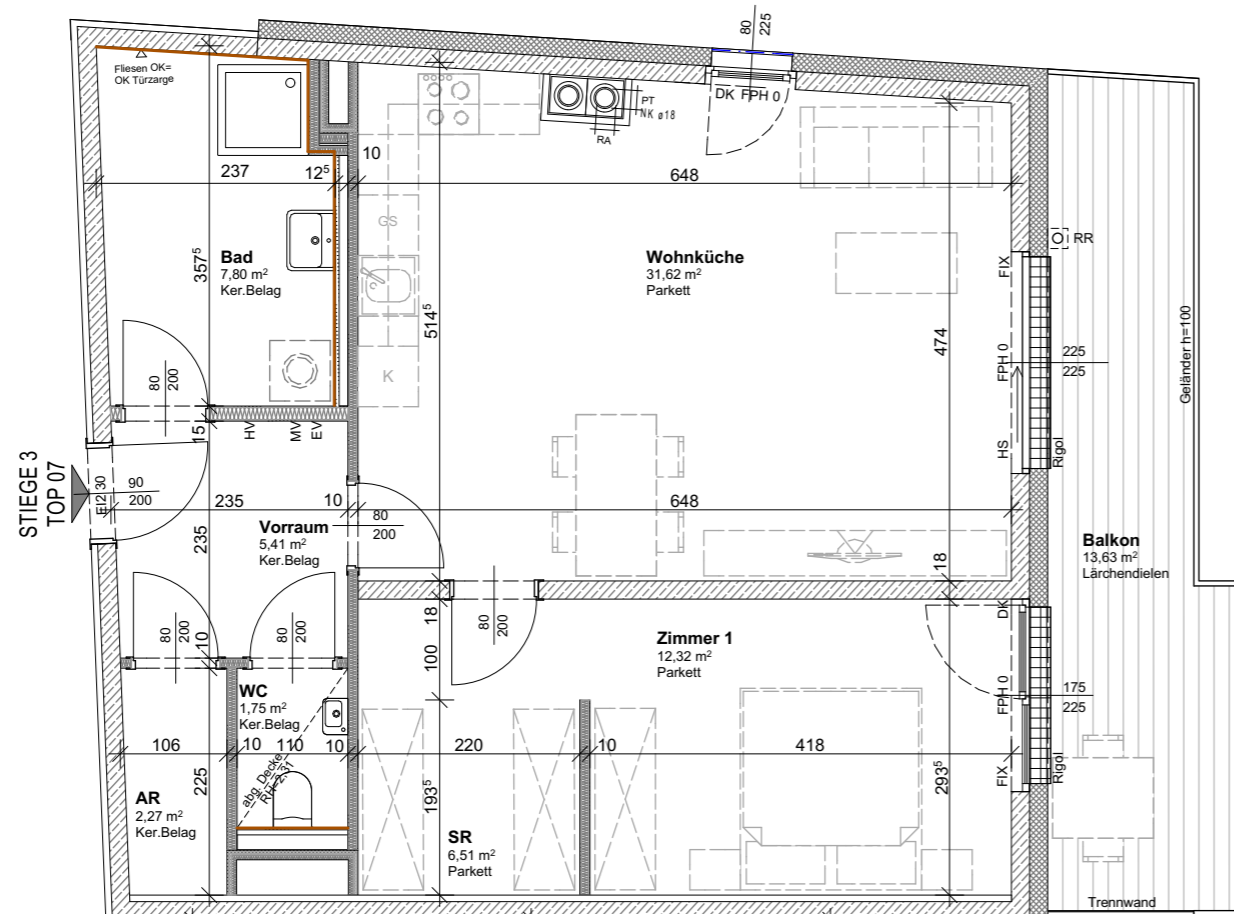 80
225
Fliesen OK=
OK Türzarge
DK FPH 0
PT
NK ø18
RA
10
237
12⁵
648
GS
Bad
7,80 m²
Ker.Belag
357⁵
Wohnküche
31,62 m²
Parkett
RR
FIX
514⁵
474
K
FPH 0
225
225
Geländer h=100
80
200
15
HV
MV
EV
HS
Rigol
STIEGE 3
TOP 07
EI2 30
90
200
235
10
648
Vorraum
5,41 m²
Ker.Belag
80
200
235
Balkon
13,63 m²
Lärchendielen
18
80
200
10
80
200
18
100
80
200
Zimmer 1
12,32 m²
Parkett
DK
FPH 0
175
225
WC
1,75 m²
Ker.Belag
106
10
110
10
220
10
418
abg. Decke
RH=2,31
225
193⁵
293⁵
FIX
Rigol
AR
2,27 m²
Ker.Belag
SR
6,51 m²
Parkett
Trennwand